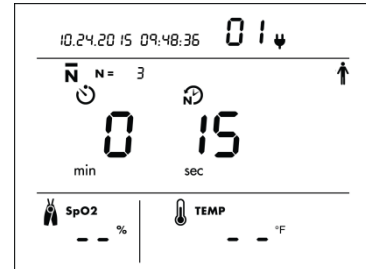 10.24.2015 09:48:36 01
N N = 3
N
0 15
min sec
SpO2 TEMP
-- % -- °F